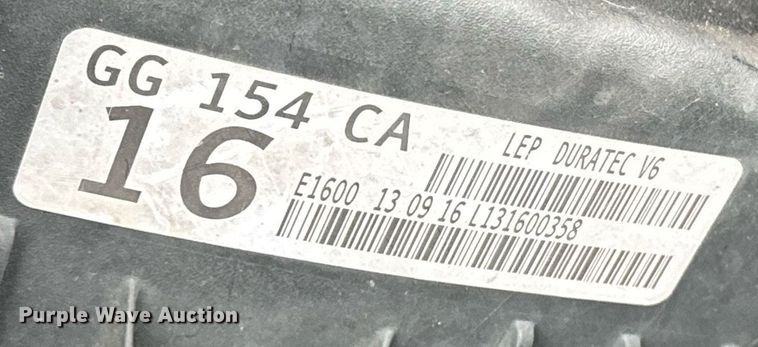 GG 154 CA
16
LEP DURATEC V6
E1600 13 09 16 L131600358
Purple Wave Auction